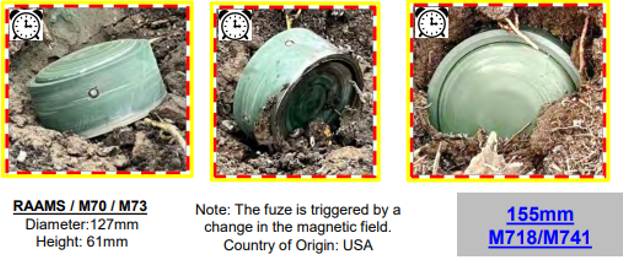 RAAMS / M70 / M73
Diameter:127mm
Height: 61mm
Note: The fuze is triggered by a
change in the magnetic field.
Country of Origin: USA
155mm
M718/M741